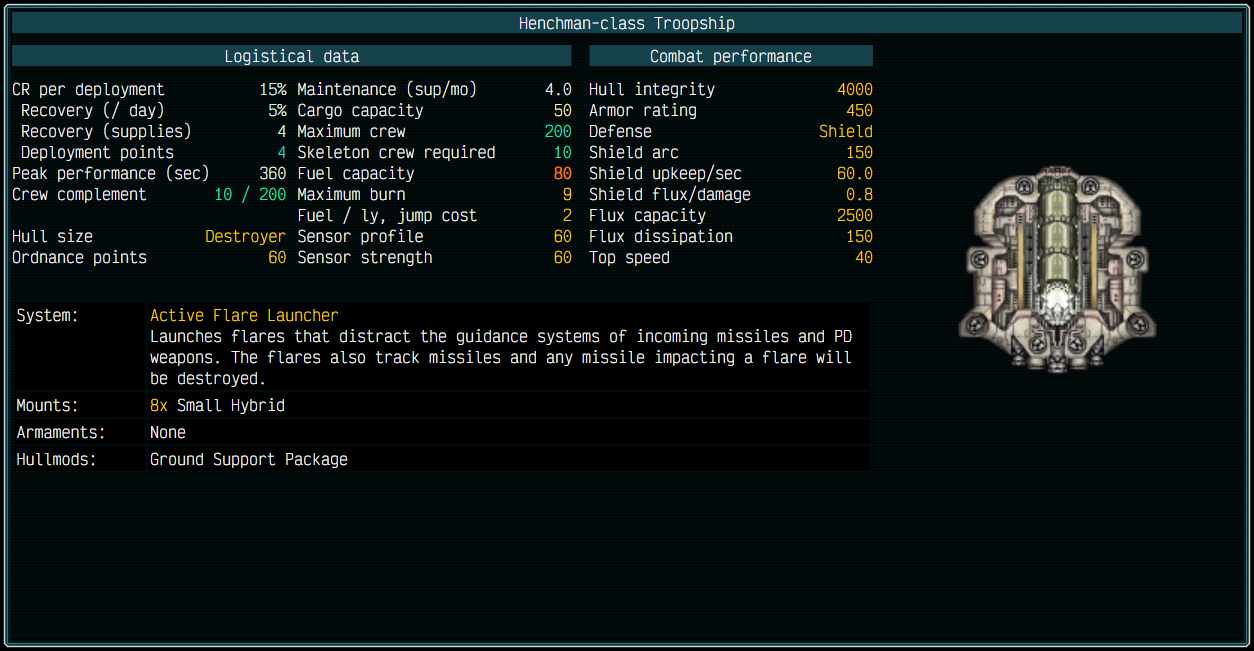 Henchman-class Troopship
Logistical data
Combat performance
CR per deployment 15% Maintenance (sup/mo) 4.0 Hull integrity 4000
Recovery (/ day) 5% Cargo capacity 50 Armor rating 450
Recovery (supplies) 4 Maximum crew 200 Defense Shield
Deployment points 4 Skeleton crew required 10 Shield arc 150
Peak performance (sec) 360 Fuel capacity 80 Shield upkeep/sec 60.0
Crew complement 10 / 200 Maximum burn 9 Shield flux/damage 0.8
Fuel / ly, jump cost 2 Flux capacity 2500
Hull size Destroyer Sensor profile 60 Flux dissipation 150
Ordnance points 60 Sensor strength 60 Top speed 40
System: Active Flare Launcher
Launches flares that distract the guidance systems of incoming missiles and PD
weapons. The flares also track missiles and any missile impacting a flare will
be destroyed.
Mounts: 8x Small Hybrid
Armaments: None
Hullmods: Ground Support Package